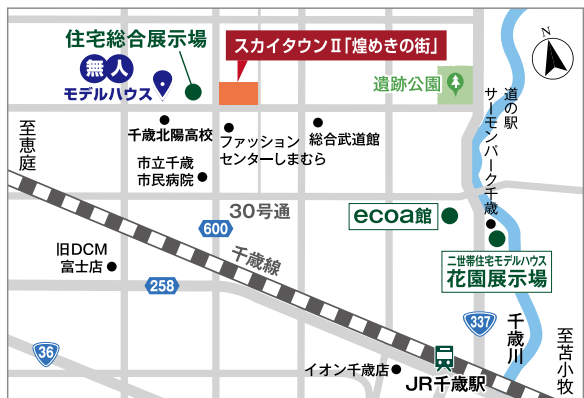 住宅総合展示場
無人
モデルハウス
スカイタウンⅡ「煌めきの街」
遺跡公園
N
道の駅
サーモンパーク千歳
至恵庭
千歳北陽高校
ファッション
センターしまむら
総合武道館
市立千歳
市民病院
30号通
600
ecoa館
千歳線
二世帯住宅モデルハウス
花園展示場
旧DCM
富士店
258
337
千歳川
至苫小牧
36
イオン千歳店
JR千歳駅